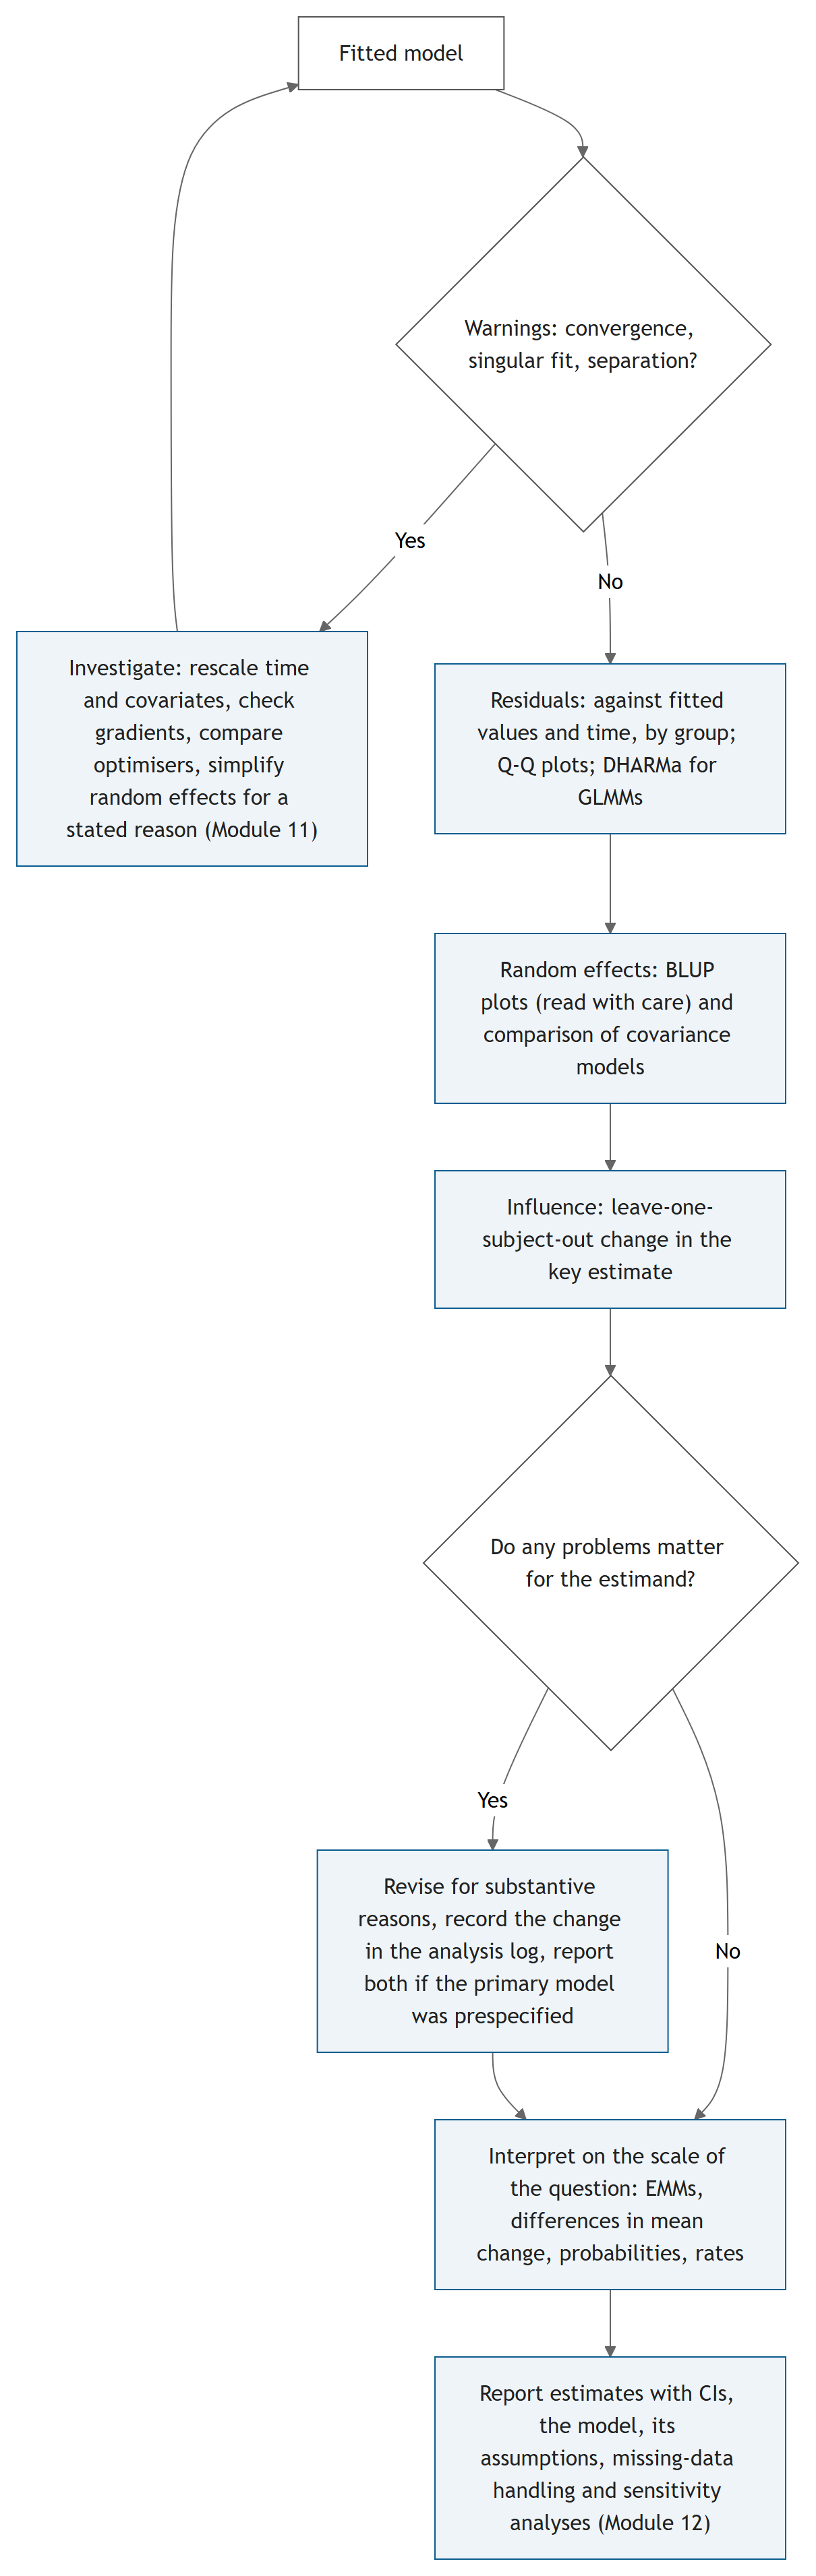 Fitted model
Warnings: convergence,
singular fit, separation?
Yes
No
Investigate: rescale time
and covariates, check
gradients, compare
optimisers, simplify
random effects for a
stated reason (Module 11)
Residuals: against fitted
values and time, by group;
Q-Q plots; DHARMa for
GLMMs
Random effects: BLUP
plots (read with care) and
comparison of covariance
models
Influence: leave-one-
subject-out change in the
key estimate
Do any problems matter
for the estimand?
Yes
Revise for substantive
reasons, record the change
in the analysis log, report
both if the primary model
was prespecified
No
Interpret on the scale of
the question: EMMs,
differences in mean
change, probabilities, rates
Report estimates with CIs,
the model, its
assumptions, missing-data
handling and sensitivity
analyses (Module 12)